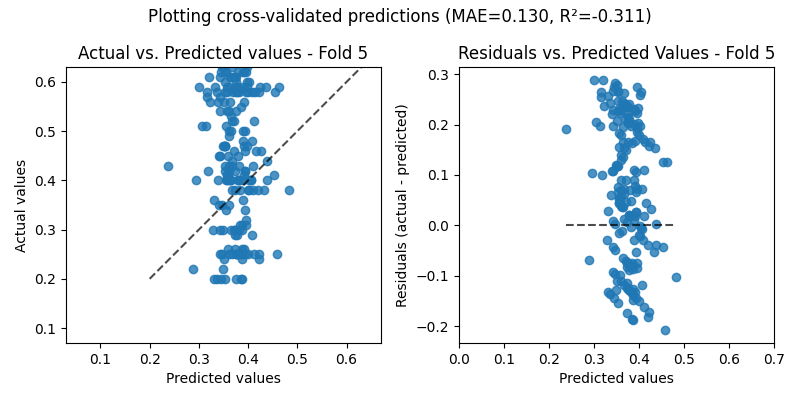 Plotting cross-validated predictions (MAE=0.130, R²=-0.311)
Actual vs. Predicted values - Fold 5
Actual values
0.6
0.5
0.4
0.3
0.2
0.1
0.1 0.2 0.3 0.4 0.5 0.6
Predicted values
Residuals vs. Predicted Values - Fold 5
Residuals (actual - predicted)
0.3
0.2
0.1
0.0
−0.1
−0.2
0.0 0.1 0.2 0.3 0.4 0.5 0.6 0.7
Predicted values